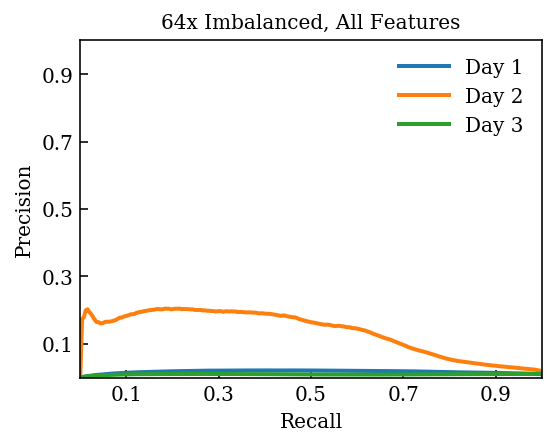 64x Imbalanced, All Features
Day 1
Day 2
Day 3
Precision
0.9
0.7
0.5
0.3
0.1
0.1 0.3 0.5 0.7 0.9
Recall